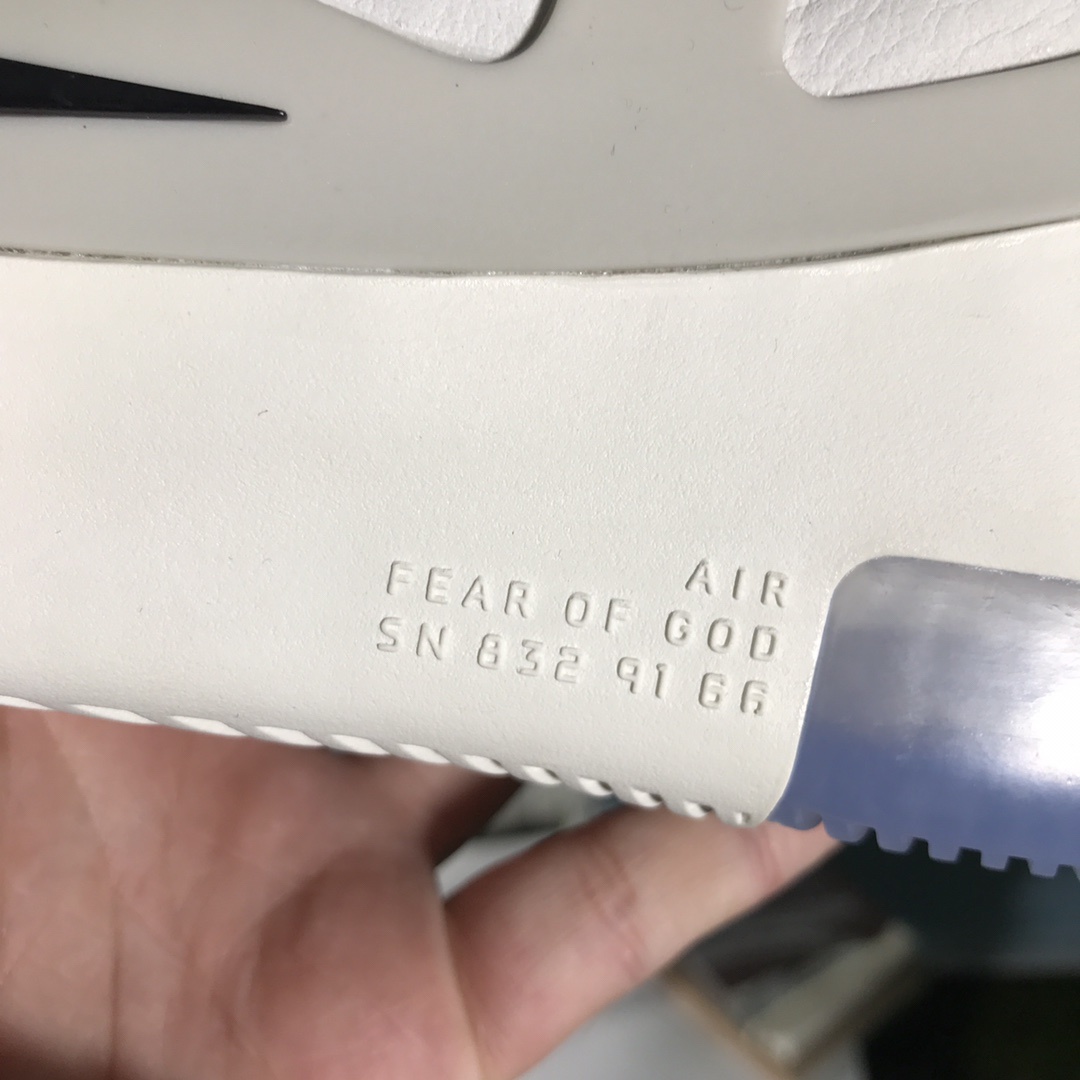 AIR
FEAR OF GOD
SN 832 91 66